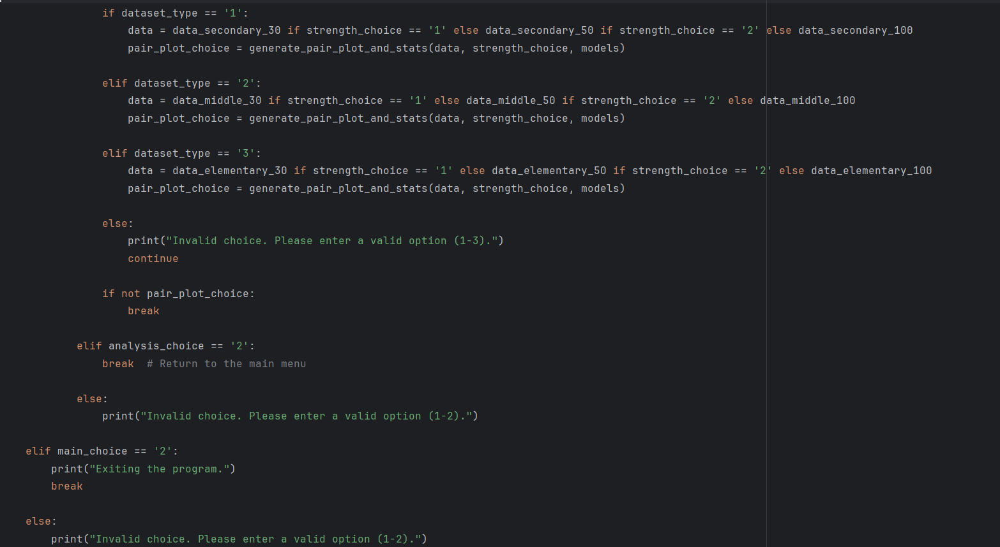 if dataset_type == '1':
data = data_secondary_30 if strength_choice == '1' else data_secondary_50 if strength_choice == '2' else data_secondary_100
pair_plot_choice = generate_pair_plot_and_stats(data, strength_choice, models)
elif dataset_type == '2':
data = data_middle_30 if strength_choice == '1' else data_middle_50 if strength_choice == '2' else data_middle_100
pair_plot_choice = generate_pair_plot_and_stats(data, strength_choice, models)
elif dataset_type == '3':
data = data_elementary_30 if strength_choice == '1' else data_elementary_50 if strength_choice == '2' else data_elementary_100
pair_plot_choice = generate_pair_plot_and_stats(data, strength_choice, models)
else:
print("Invalid choice. Please enter a valid option (1-3).")
continue
if not pair_plot_choice:
break
elif analysis_choice == '2':
break  # Return to the main menu
else:
print("Invalid choice. Please enter a valid option (1-2).")
elif main_choice == '2':
print("Exiting the program.")
break
else:
print("Invalid choice. Please enter a valid option (1-2).")